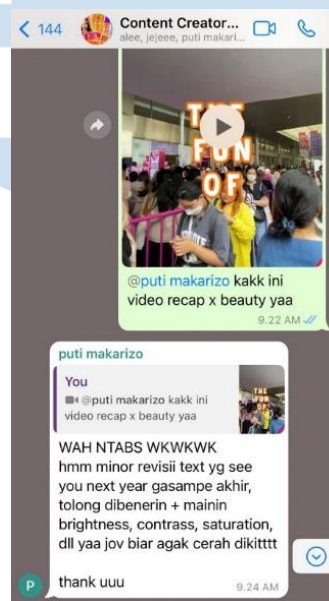 144
Content Creator...
alee, jejeee, puti makari...
THE
FUN
OF
@puti makarizo kakk ini
video recap x beauty yaa
9.22 AM
puti makarizo
You
@puti makarizo kakk ini
video recap x beauty yaa
THE
FUN
OF
WAH NTABS WKWKWK
hmm minor revisii text yg see
you next year gasampe akhir,
tolong dibenerin + mainin
brightness, contrass, saturation,
dll yaa jov biar agak cerah dikitttt
thank uuu
9.24 AM
P